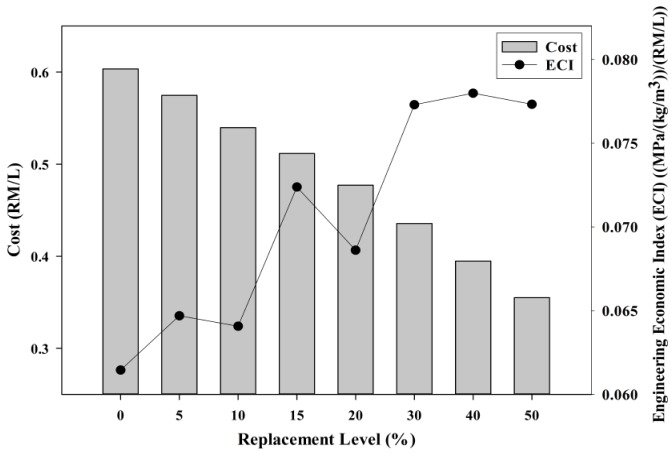 Cost
ECI
Cost (RM/L)
0.6
0.5
0.4
0.3
0.080
0.075
0.070
0.065
0.060
Engineering Economic Index (ECI) ((MPa/(kg/m³))/(RM/L))
0 5 10 15 20 30 40 50
Replacement Level (%)